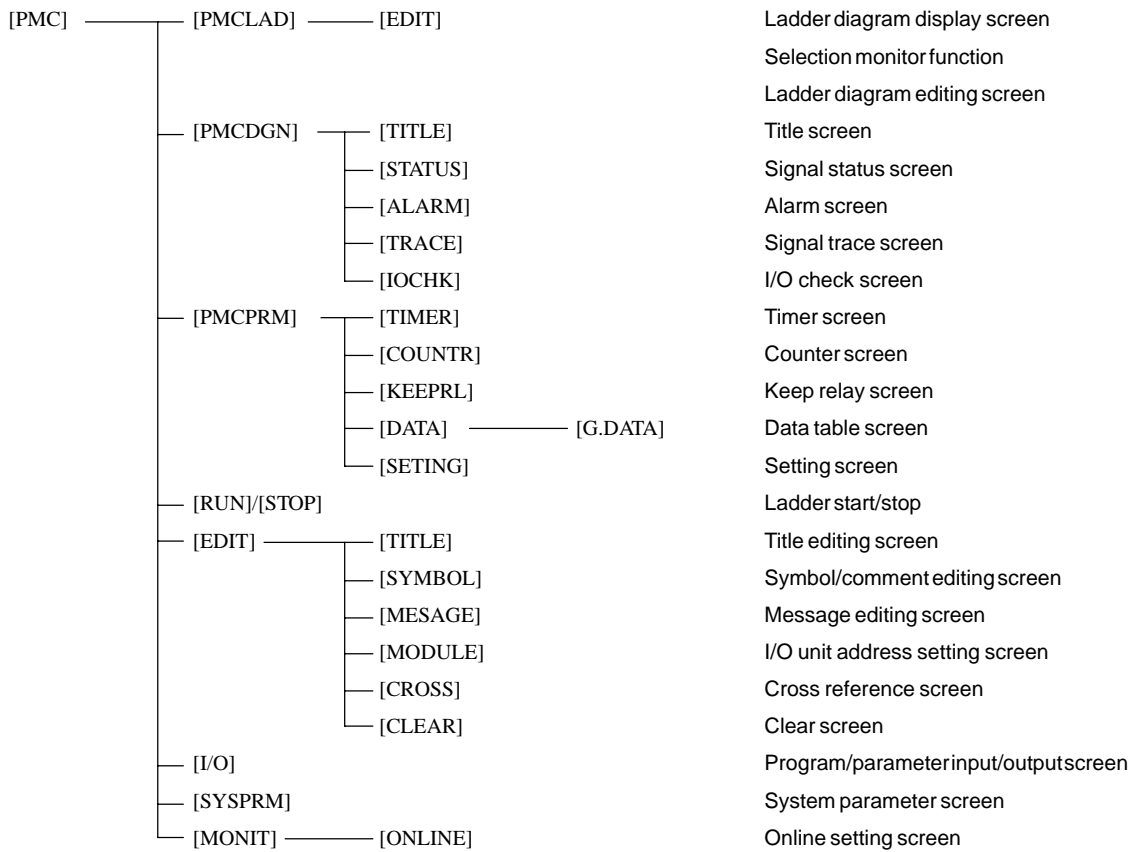 [PMC] [PMCLAD] [EDIT] Ladder diagram display screen
Selection monitor function
Ladder diagram editing screen
[PMCDGN] [TITLE] Title screen
[STATUS] Signal status screen
[ALARM] Alarm screen
[TRACE] Signal trace screen
[IOCHK] I/O check screen
[PMCPRM] [TIMER] Timer screen
[COUNTR] Counter screen
[KEEPRL] Keep relay screen
[DATA] [G.DATA] Data table screen
[SETING] Setting screen
[RUN]/[STOP] Ladder start/stop
[EDIT] [TITLE] Title editing screen
[SYMBOL] Symbol/comment editing screen
[MESAGE] Message editing screen
[MODULE] I/O unit address setting screen
[CROSS] Cross reference screen
[CLEAR] Clear screen
[I/O] Program/parameter input/output screen
[SYSPRM] System parameter screen
[MONIT] [ONLINE] Online setting screen